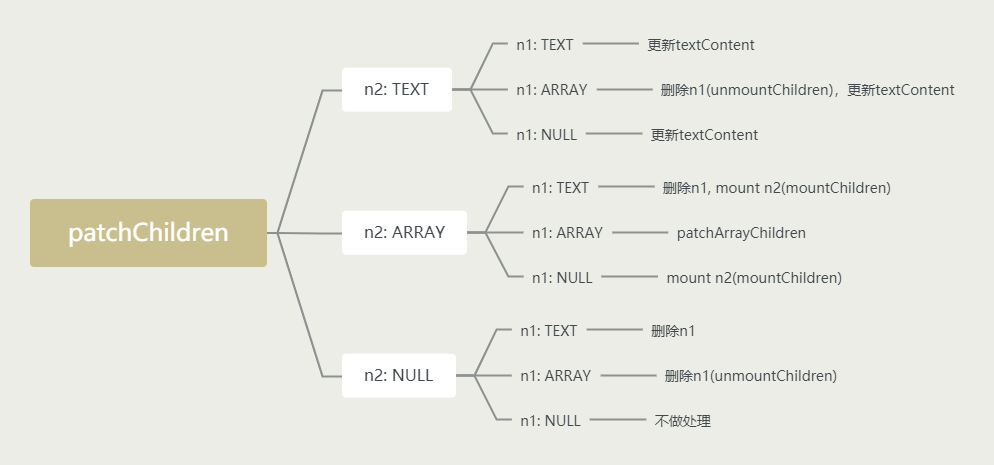 patchChildren
n2: TEXT
n1: TEXT 更新textContent
n1: ARRAY 删除n1(unmountChildren)，更新textContent
n1: NULL 更新textContent
n2: ARRAY
n1: TEXT 删除n1, mount n2(mountChildren)
n1: ARRAY patchArrayChildren
n1: NULL mount n2(mountChildren)
n2: NULL
n1: TEXT 删除n1
n1: ARRAY 删除n1(unmountChildren)
n1: NULL 不做处理